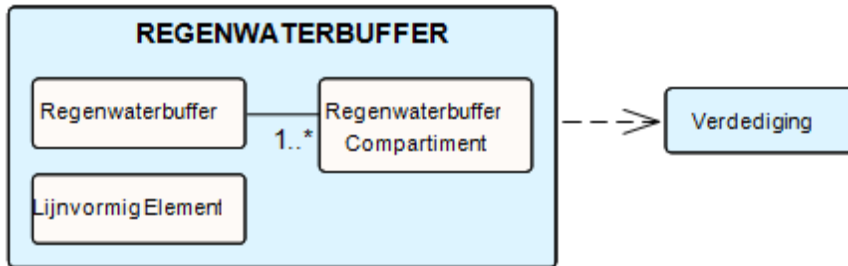 REGENWATERBUFFER
Regenwaterbuffer
1..*
Regenwaterbuffer
Compartiment
LijnvormigElement
Verdediging